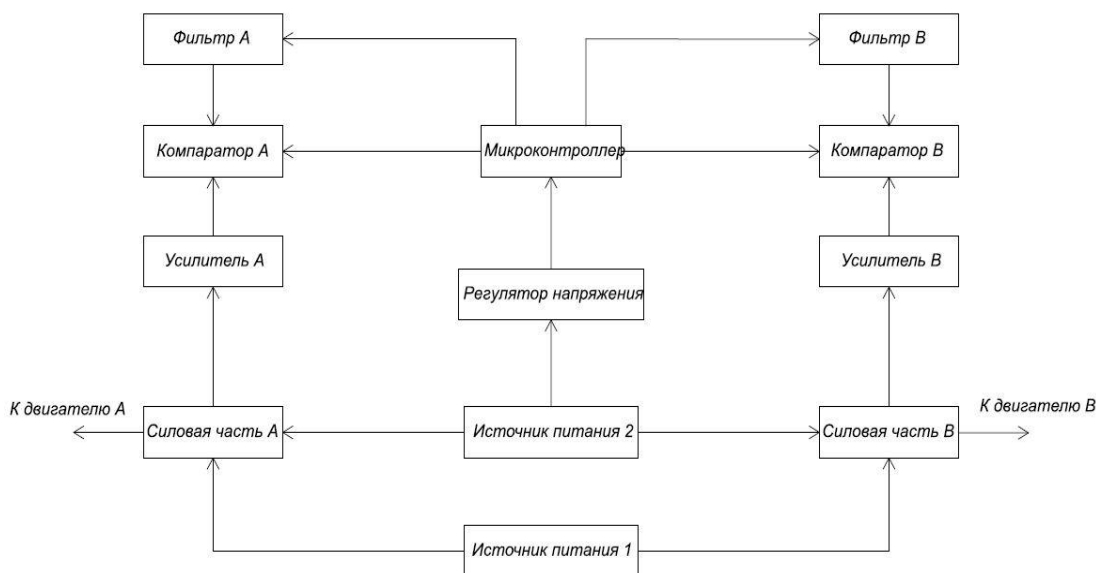 Фильтр А
Фильтр В
Компаратор А
Микроконтроллер
Компаратор В
Усилитель А
Усилитель В
Регулятор напряжения
К двигателю А
К двигателю В
Силовая часть А
Источник питания 2
Силовая часть В
Источник питания 1